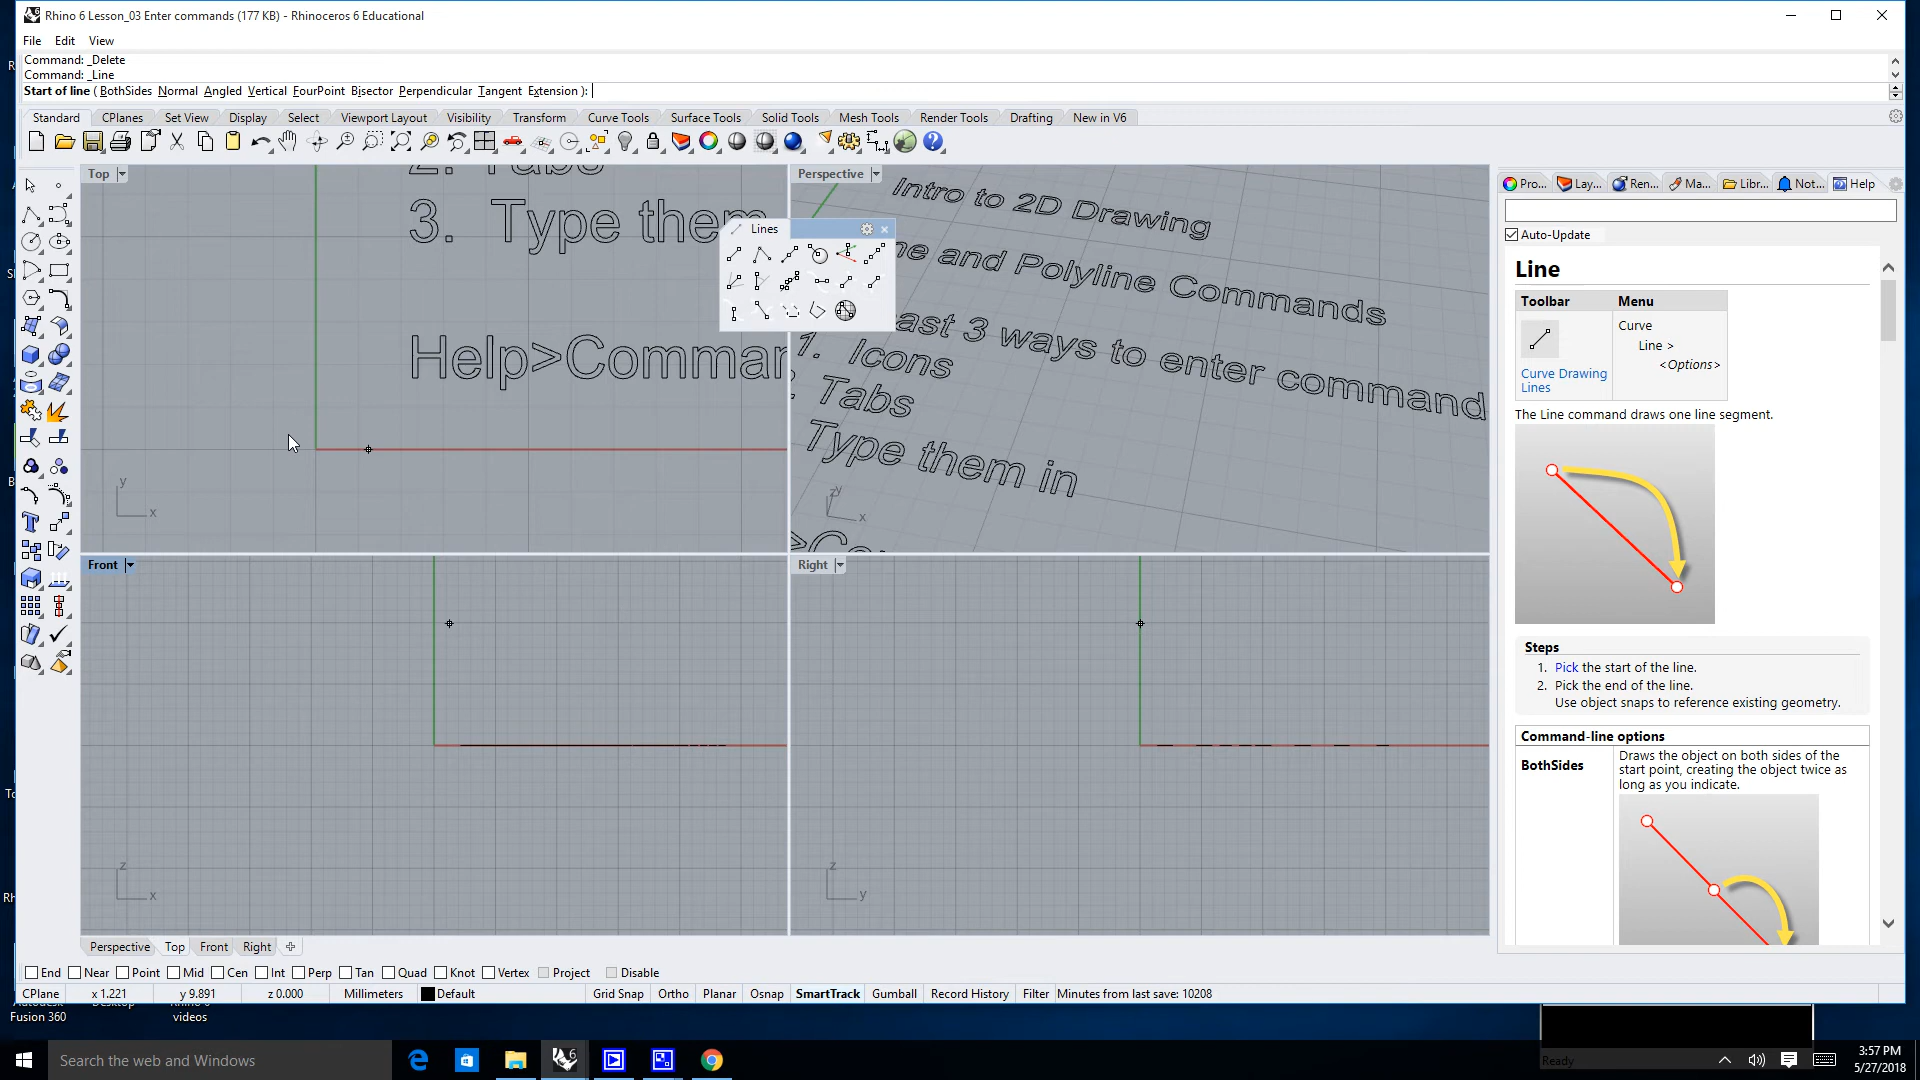 Rhino 6 Lesson_03 Enter commands (177 KB) - Rhinoceros 6 Educational
File Edit View
Command: _Delete
Command: _Line
Start of line ( BothSides Normal Angled Vertical FourPoint Bisector Perpendicular Tangent Extension ):
Standard CPlanes Set View Display Select Viewport Layout Visibility Transform Curve Tools Surface Tools Solid Tools Mesh Tools Render Tools Drafting New in V6
Top
2. Tabs
3. Type them
Help>Comman
y
x
Lines
Perspective
Intro to 2D Drawing
ne and Polyline Commands
ast 3 ways to enter command
1. Icons
Tabs
Type them in
>Co
z y
x
Front
z
x
Right
z
y
Pro... Lay... Ren... Ma... Libr... Not... Help
Auto-Update
Line
Toolbar Menu
Curve
Line >
<Options>
Curve Drawing
Lines
The Line command draws one line segment.
Steps
1. Pick the start of the line.
2. Pick the end of the line.
Use object snaps to reference existing geometry.
Command-line options
BothSides
Draws the object on both sides of the
start point, creating the object twice as
long as you indicate.
Perspective Top Front Right
End Near Point Mid Cen Int Perp Tan Quad Knot Vertex Project Disable
CPlane x 1.221 y 9.891 z 0.000 Millimeters Default Grid Snap Ortho Planar Osnap SmartTrack Gumball Record History Filter Minutes from last save: 10208
Fusion 360
videos
Search the web and Windows
Ready
3:57 PM
5/27/2018